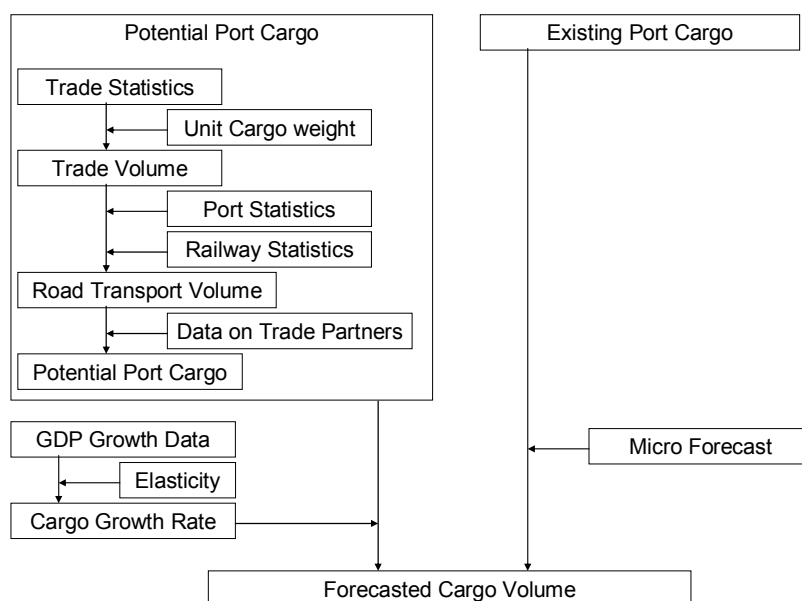 Potential Port Cargo
Existing Port Cargo
Trade Statistics
Unit Cargo weight
Trade Volume
Port Statistics
Railway Statistics
Road Transport Volume
Data on Trade Partners
Potential Port Cargo
GDP Growth Data
Micro Forecast
Elasticity
Cargo Growth Rate
Forecasted Cargo Volume